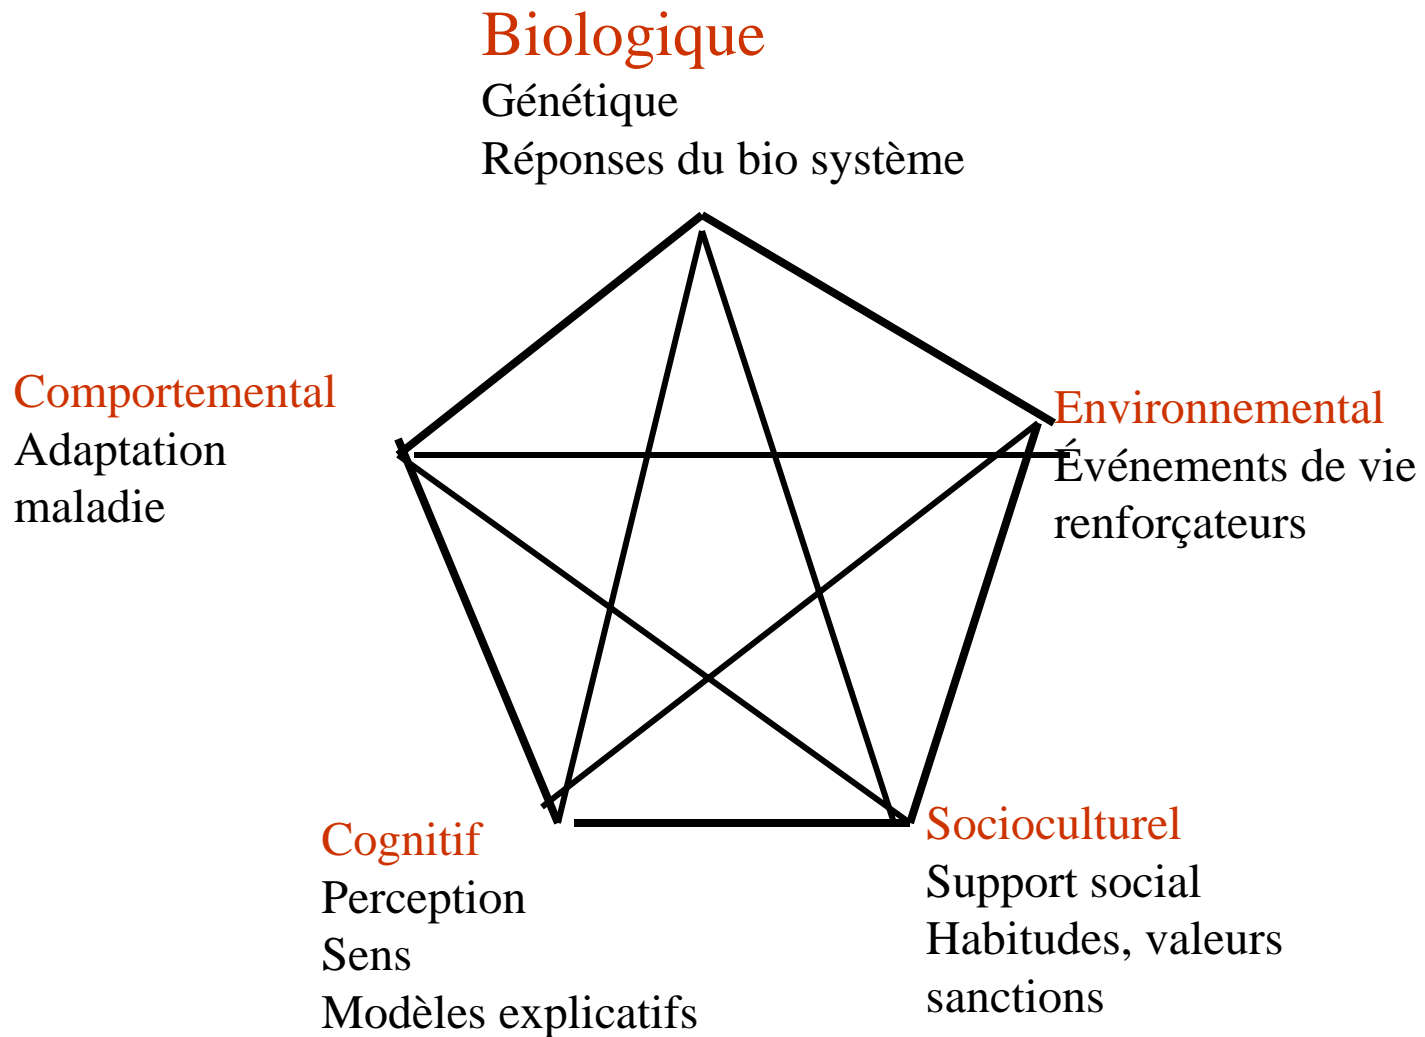 Biologique
Génétique
Réponses du bio système
Comportemental
Adaptation
maladie
Environnemental
Événements de vie
renforçateurs
Cognitif
Perception
Sens
Modèles explicatifs
Socioculturel
Support social
Habitudes, valeurs
sanctions